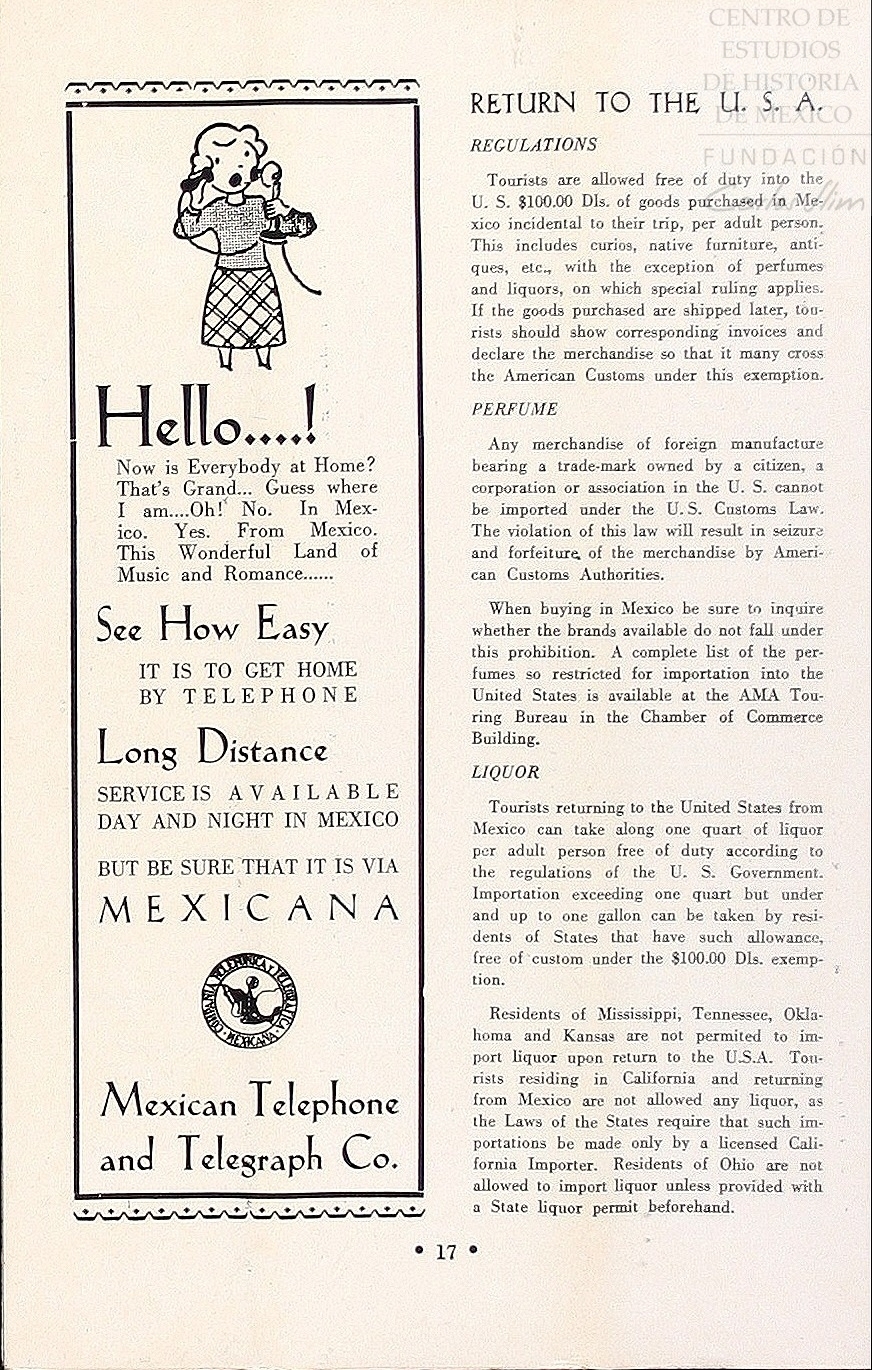 CENTRO DE
ESTUDIOS
DE HISTORIA
DE MÉXICO
FUNDACIÓN
Carlos Slim
Hello....!
Now is Everybody at Home?
That's Grand... Guess where
I am....Oh! No. In Mex-
ico. Yes. From Mexico.
This Wonderful Land of
Music and Romance......
See How Easy
IT IS TO GET HOME
BY TELEPHONE
Long Distance
SERVICE IS AVAILABLE
DAY AND NIGHT IN MEXICO
BUT BE SURE THAT IT IS VIA
MEXICANA
COMPAÑIA TELEFONICA Y TELEGRAFICA
MEXICANA
Mexican Telephone
and Telegraph Co.
RETURN TO THE U. S. A.
REGULATIONS
Tourists are allowed free of duty into the
U. S. $100.00 Dls. of goods purchased in Me-
xico incidental to their trip, per adult person.
This includes curios, native furniture, anti-
ques, etc., with the exception of perfumes
and liquors, on which special ruling applies.
If the goods purchased are shipped later, tou-
rists should show corresponding invoices and
declare the merchandise so that it many cross
the American Customs under this exemption.
PERFUME
Any merchandise of foreign manufacture
bearing a trade-mark owned by a citizen, a
corporation or association in the U. S. cannot
be imported under the U. S. Customs Law.
The violation of this law will result in seizure
and forfeiture of the merchandise by Ameri-
can Customs Authorities.
When buying in Mexico be sure to inquire
whether the brands available do not fall under
this prohibition. A complete list of the per-
fumes so restricted for importation into the
United States is available at the AMA Tou-
ring Bureau in the Chamber of Commerce
Building.
LIQUOR
Tourists returning to the United States from
Mexico can take along one quart of liquor
per adult person free of duty according to
the regulations of the U. S. Government.
Importation exceeding one quart but under
and up to one gallon can be taken by resi-
dents of States that have such allowance,
free of custom under the $100.00 Dls. exemp-
tion.
Residents of Mississippi, Tennessee, Okla-
homa and Kansas are not permitted to im-
port liquor upon return to the U.S.A. Tou-
rists residing in California and returning
from Mexico are not allowed any liquor, as
the Laws of the States require that such im-
portations be made only by a licensed Cali-
fornia Importer. Residents of Ohio are not
allowed to import liquor unless provided with
a State liquor permit beforehand.
• 17 •